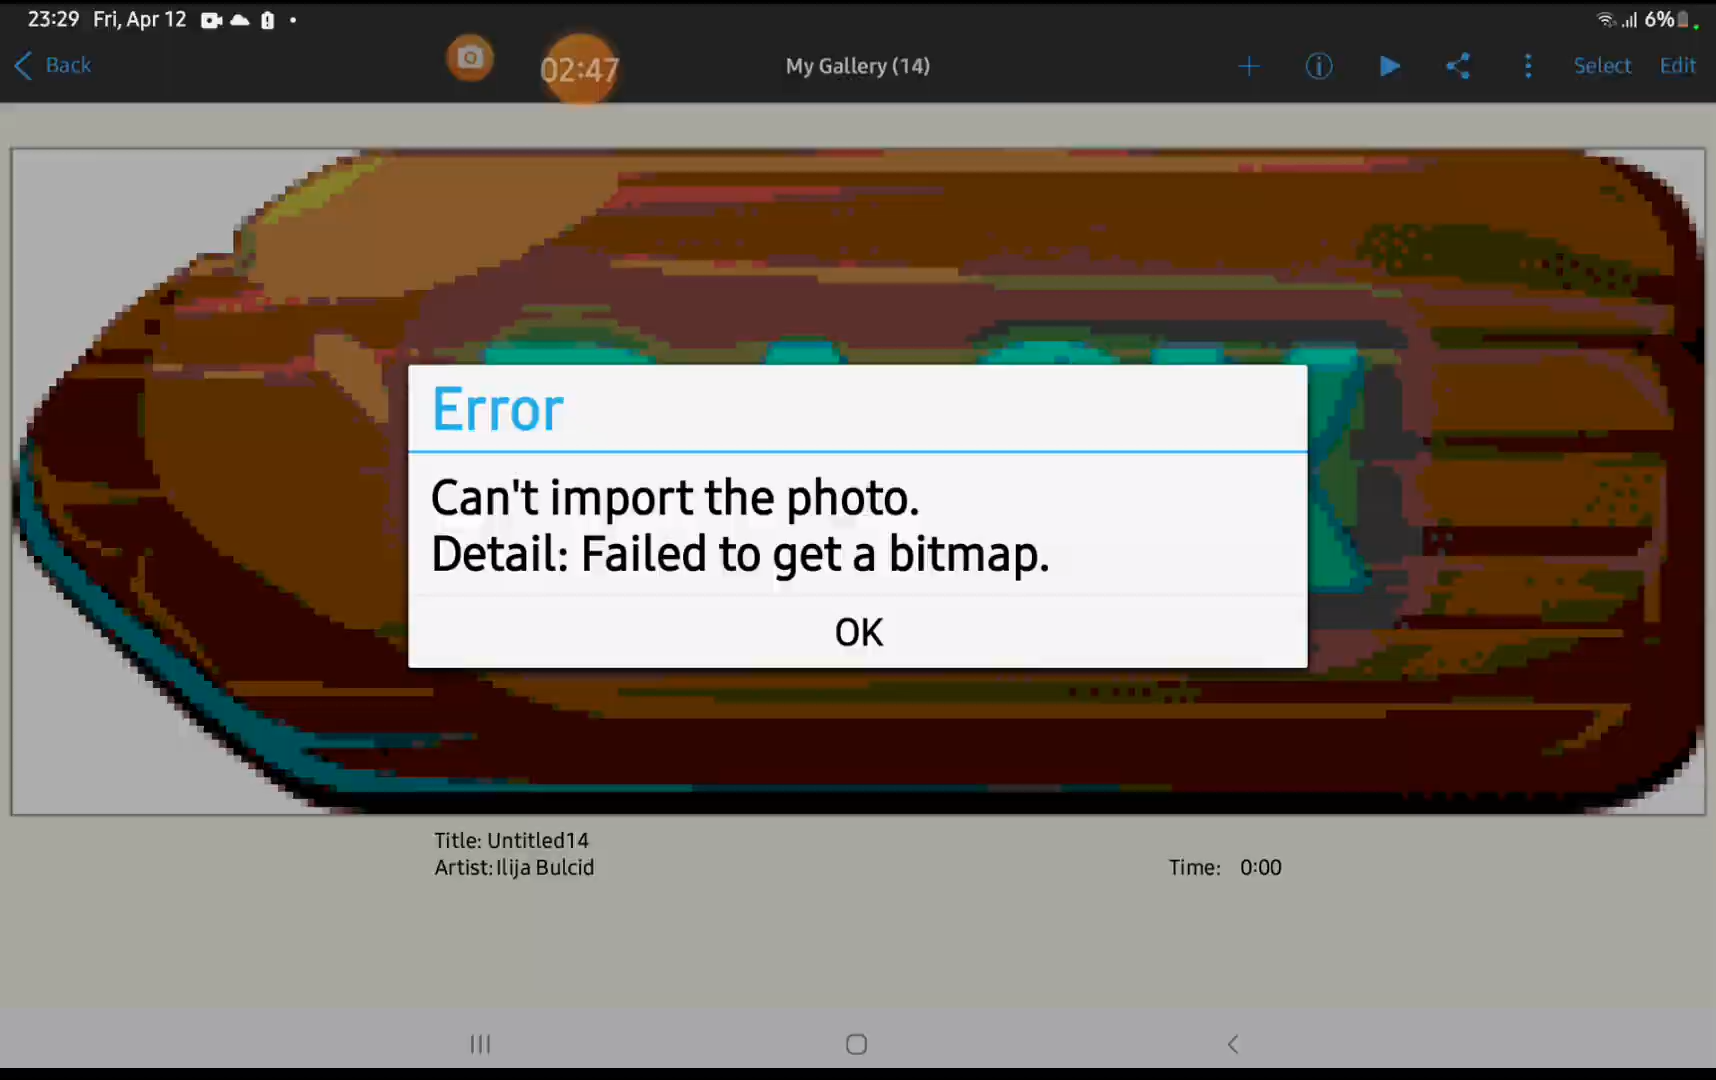 23:29 Fri, Apr 12
6%
Back
02:47
My Gallery (14)
Select
Edit
Error
Can't import the photo.
Detail: Failed to get a bitmap.
OK
Title: Untitled14
Artist: Ilija Bulcid
Time: 0:00